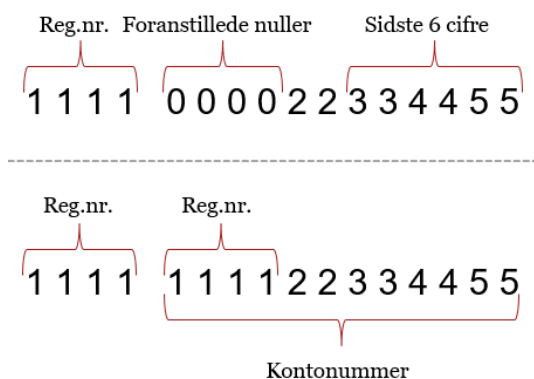 Reg.nr. Foranstillede nuller Sidste 6 cifre
1 1 1 1 0 0 0 0 2 2 3 3 4 4 5 5
Reg.nr. Reg.nr.
1 1 1 1 1 1 1 1 2 2 3 3 4 4 5 5
Kontonummer